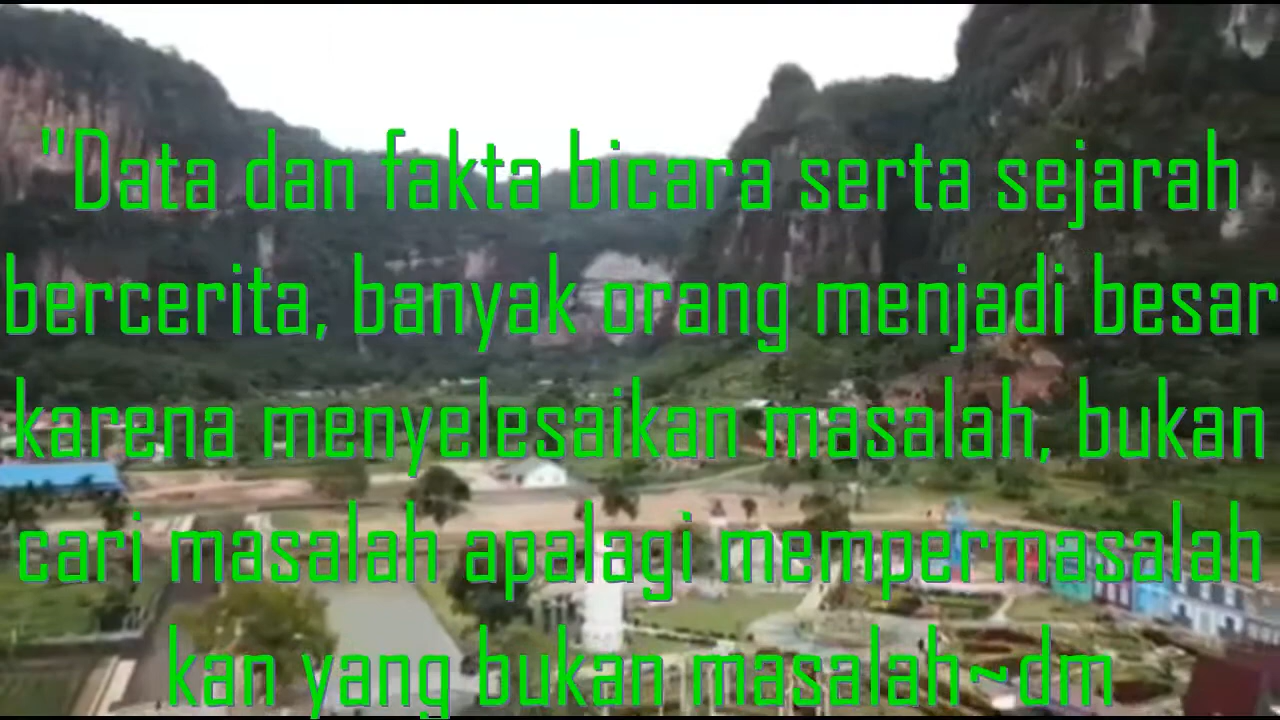 "Data dan fakta bicara serta sejarah
bercerita, banyak orang menjadi besar
karena menyelesaikan masalah, bukan
cari masalah apalagi mempermasalah
kan yang bukan masalah~dm